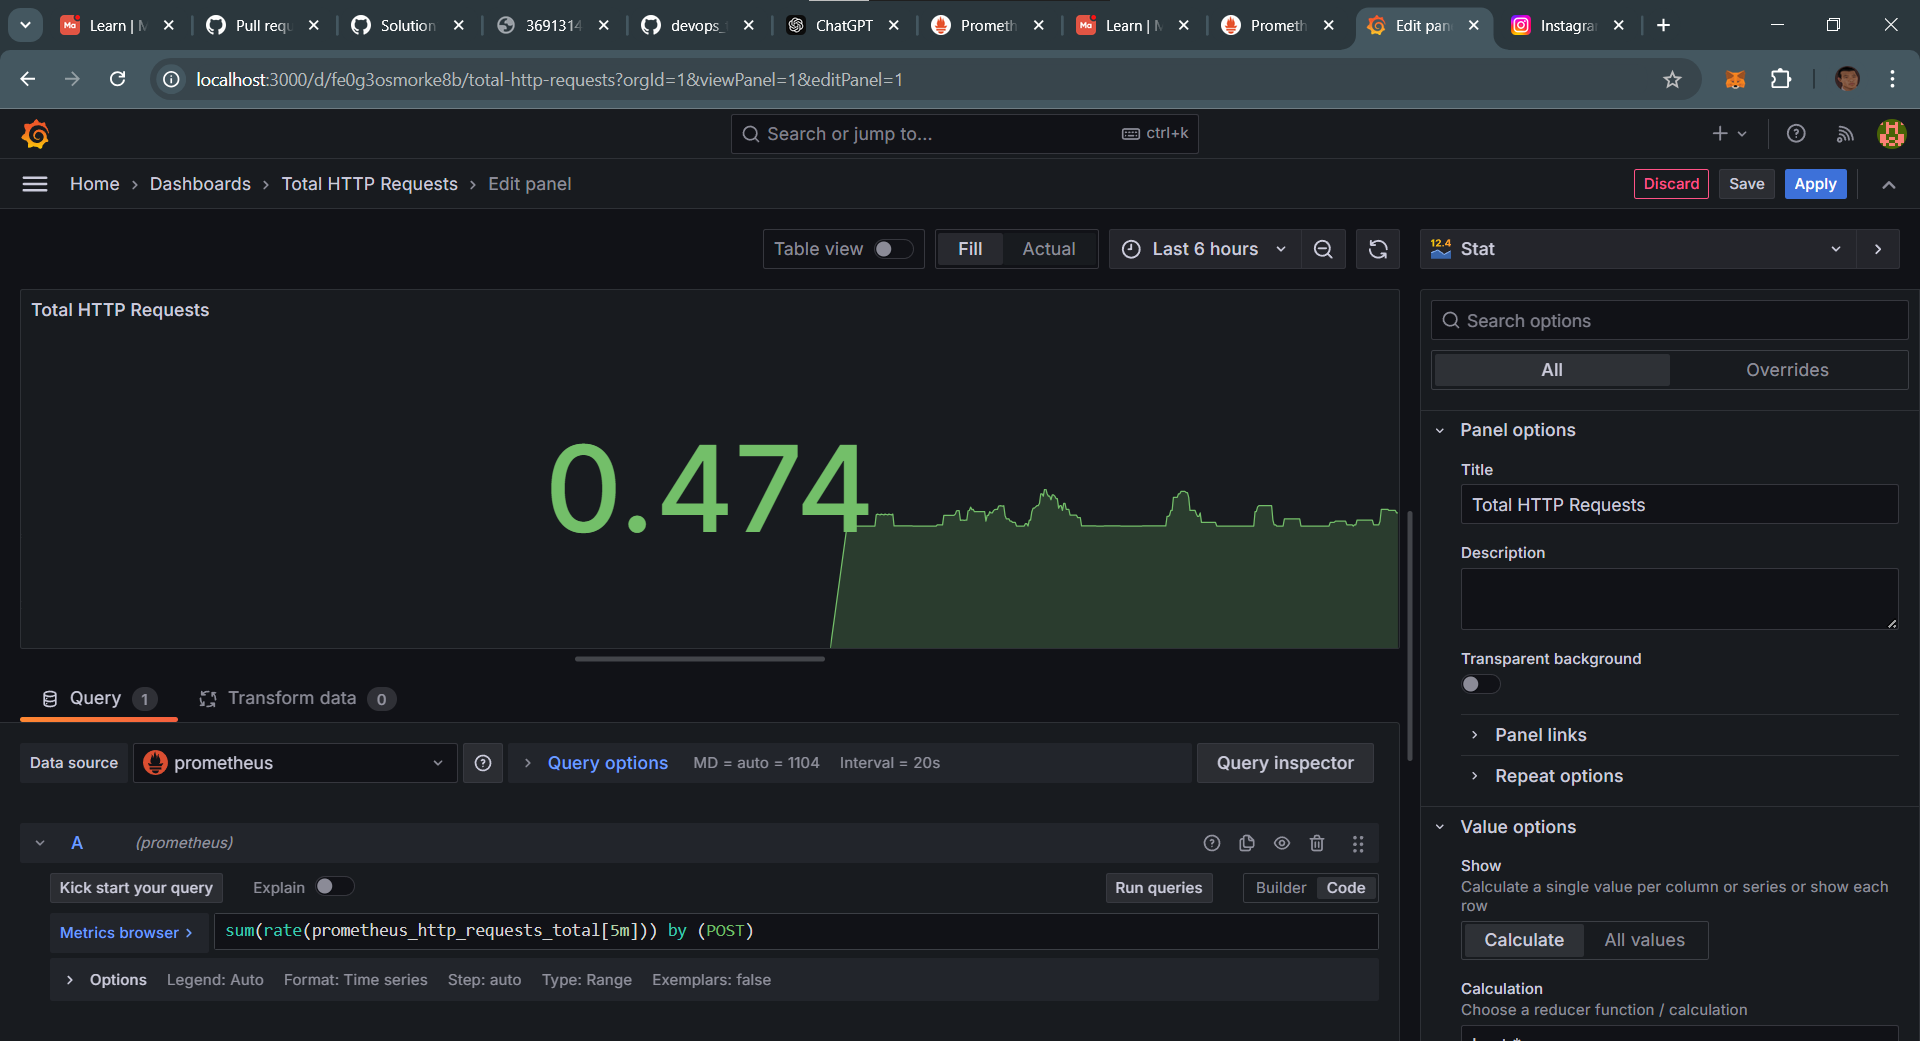 Learn | M
Pull requ
Solution
3691314
devops_
ChatGPT
Prometh
Learn | M
Prometh
Edit pan
Instagra
localhost:3000/d/fe0g3osmorke8b/total-http-requests?orgId=1&viewPanel=1&editPanel=1
Search or jump to...
ctrl+k
Home › Dashboards › Total HTTP Requests › Edit panel
Discard
Save
Apply
Table view
Fill
Actual
Last 6 hours
12.4
Stat
Total HTTP Requests
0.474
Search options
All
Overrides
Panel options
Title
Total HTTP Requests
Description
Transparent background
Panel links
Repeat options
Query 1
Transform data 0
Data source
prometheus
Query options
MD = auto = 1104
Interval = 20s
Query inspector
A
(prometheus)
Kick start your query
Explain
Run queries
Builder
Code
Metrics browser >
sum(rate(prometheus_http_requests_total[5m])) by (POST)
Options
Legend: Auto
Format: Time series
Step: auto
Type: Range
Exemplars: false
Value options
Show
Calculate a single value per column or series or show each
row
Calculate
All values
Calculation
Choose a reducer function / calculation